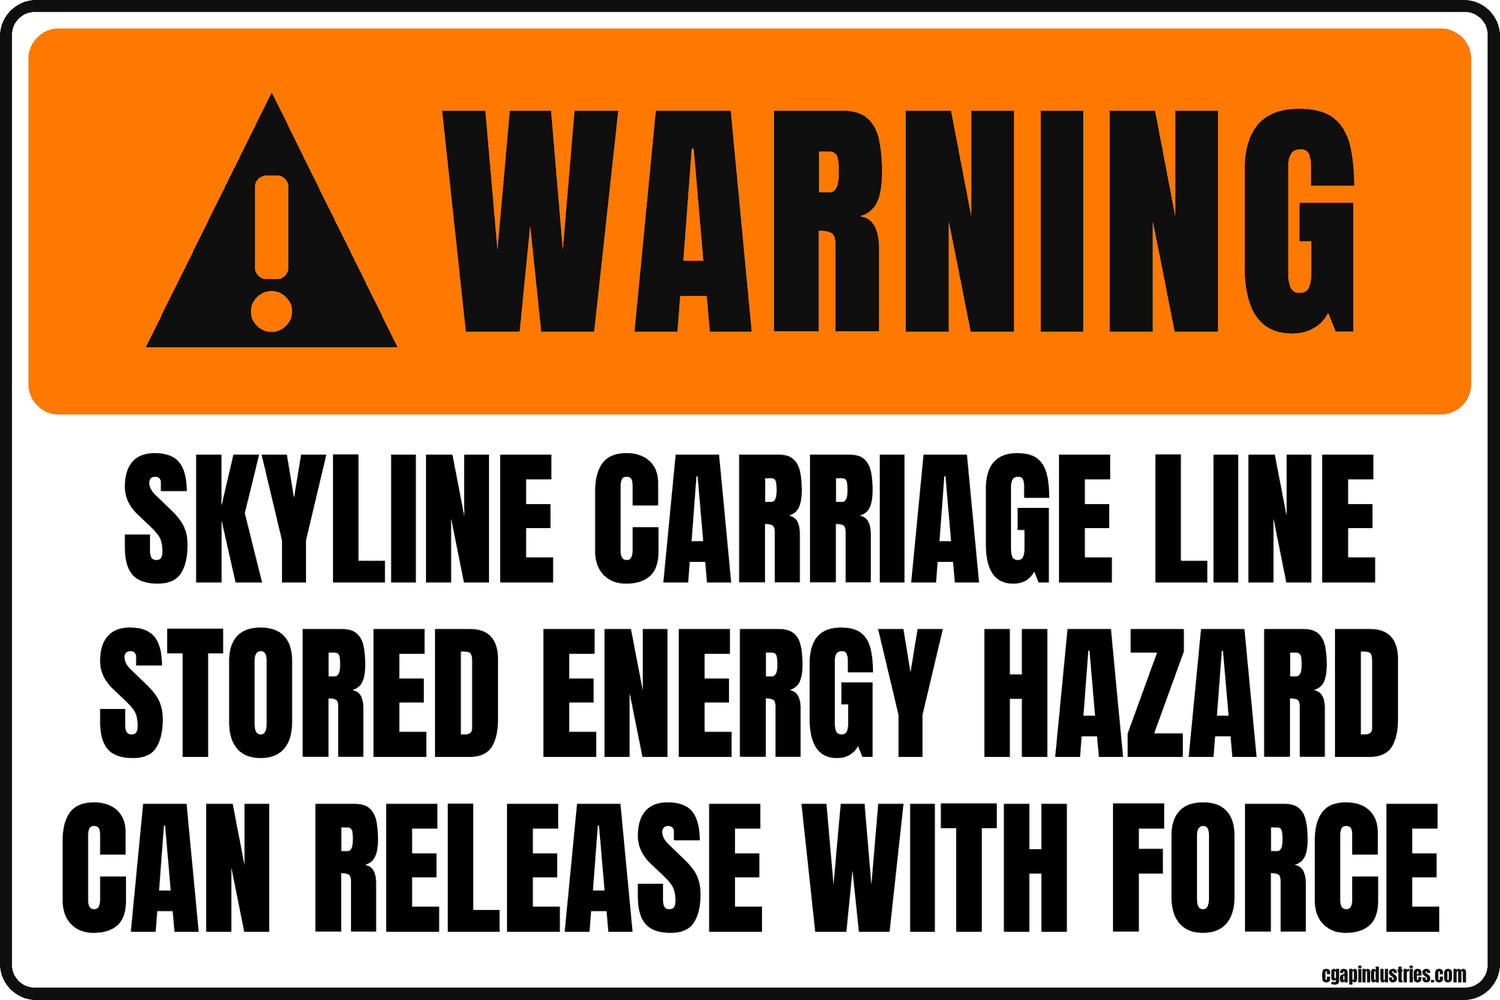 WARNING
SKYLINE CARRIAGE LINE
STORED ENERGY HAZARD
CAN RELEASE WITH FORCE
cgapindustries.com